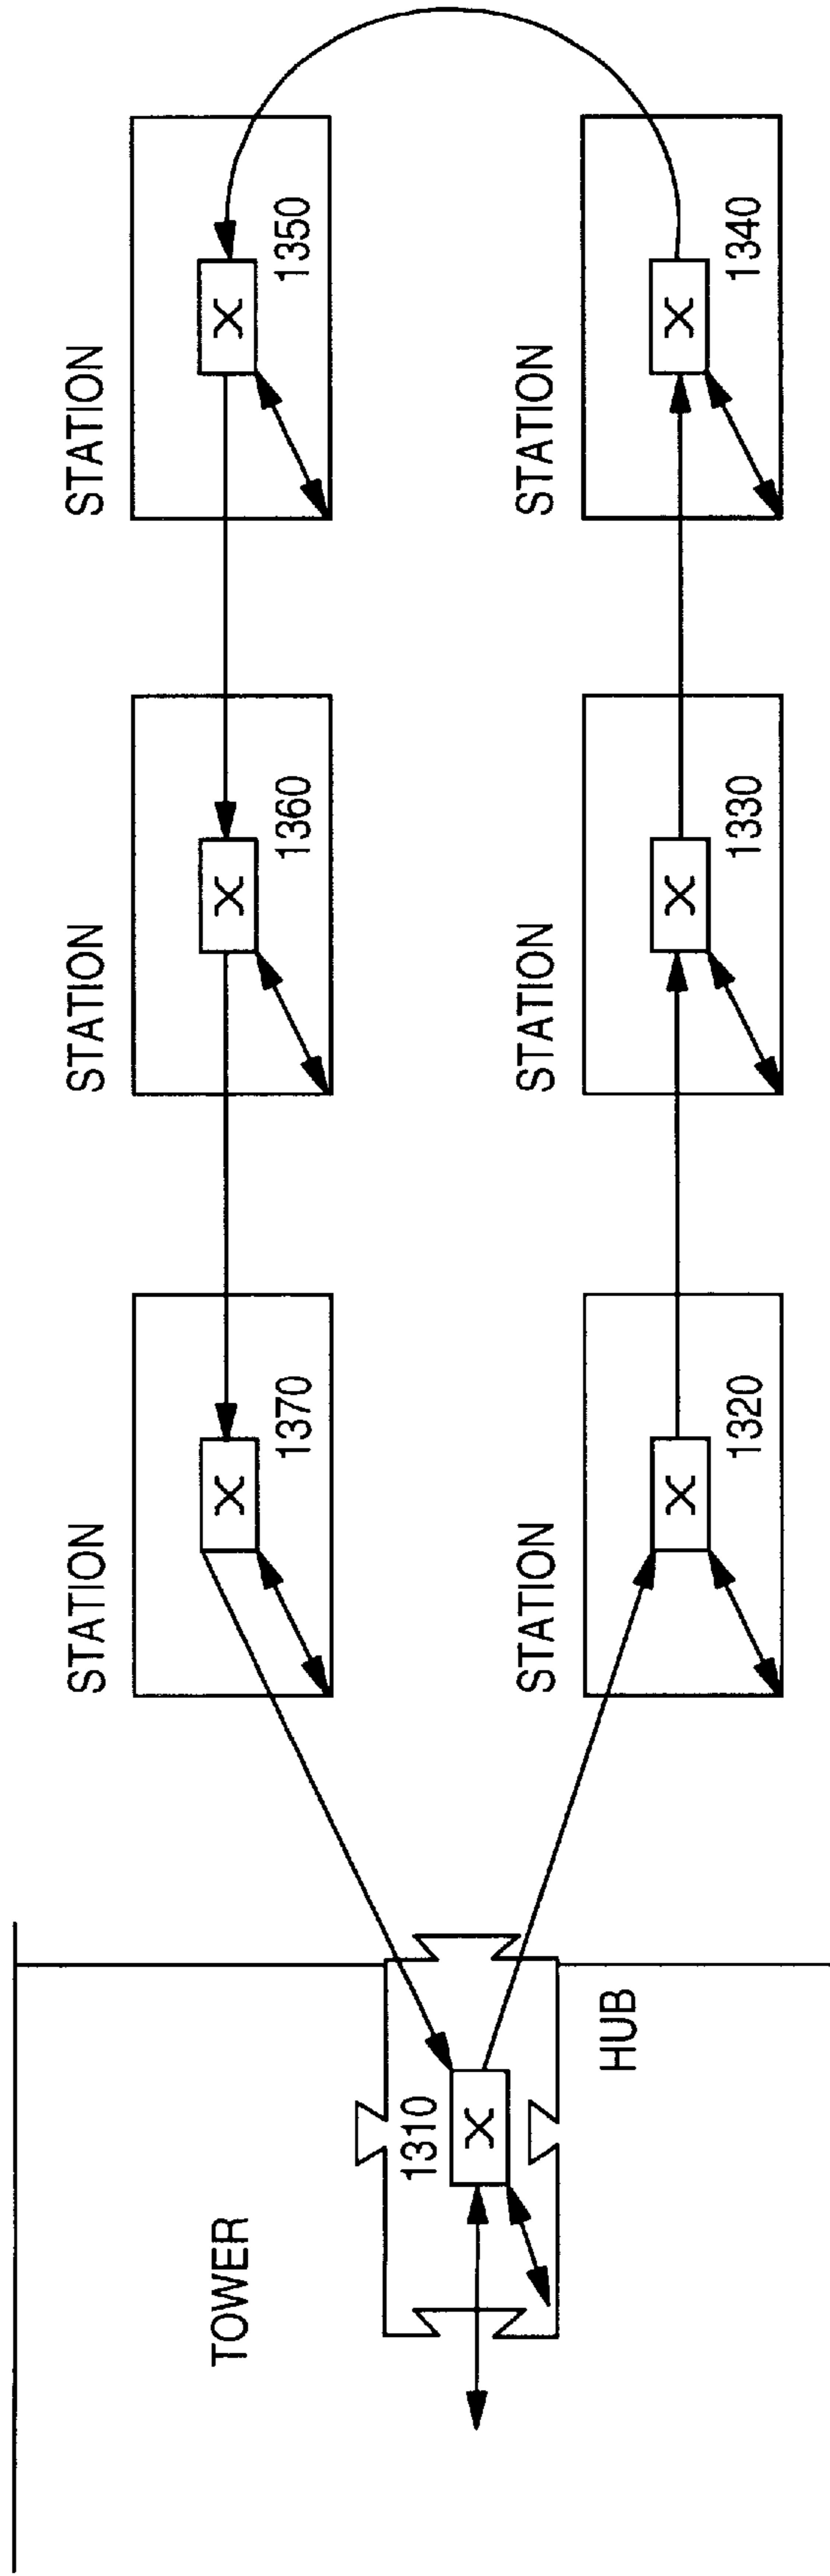 STATION
STATION
STATION
X
X
X
1370
1360
1350
TOWER
1310
X
HUB
STATION
STATION
STATION
X
X
X
1320
1330
1340